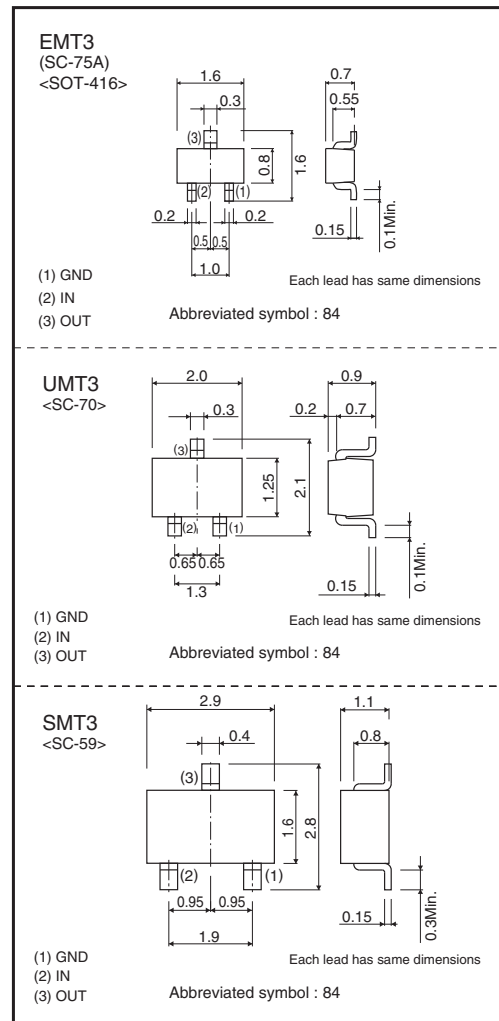 EMT3
(SC-75A)
<SOT-416>
1.6
0.3
(3)
0.8
1.6
(2)
(1)
0.2
0.2
0.5
0.5
1.0
0.7
0.55
0.15
0.1Min.
(1) GND
(2) IN
(3) OUT
Each lead has same dimensions
Abbreviated symbol : 84
UMT3
<SC-70>
2.0
0.3
(3)
1.25
2.1
(2)
(1)
0.65
0.65
1.3
0.9
0.2
0.7
0.15
0.1Min.
(1) GND
(2) IN
(3) OUT
Each lead has same dimensions
Abbreviated symbol : 84
SMT3
<SC-59>
2.9
0.4
(3)
1.6
2.8
(2)
(1)
0.95
0.95
1.9
1.1
0.8
0.15
0.3Min.
(1) GND
(2) IN
(3) OUT
Each lead has same dimensions
Abbreviated symbol : 84